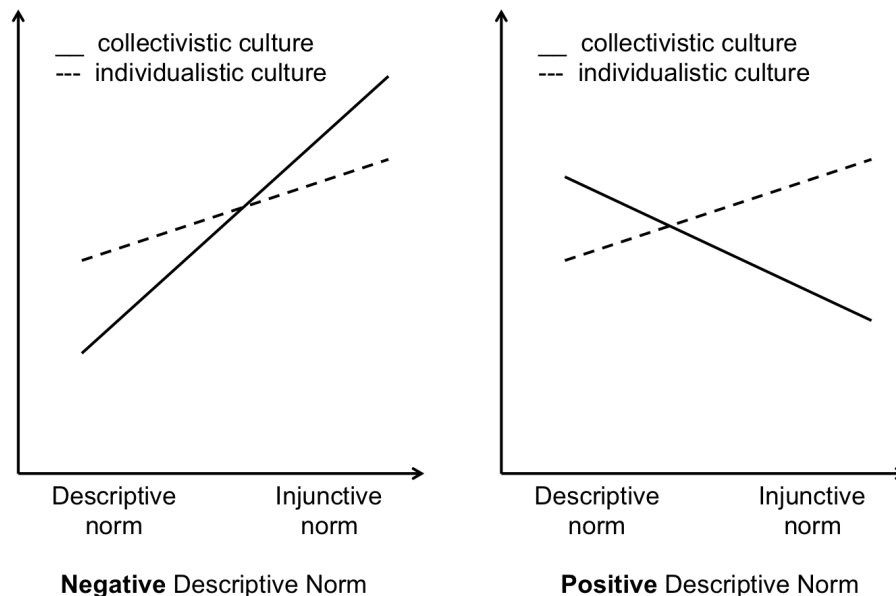 __ collectivistic culture
--- individualistic culture
Descriptive
norm
Injunctive
norm
Negative Descriptive Norm
__ collectivistic culture
--- individualistic culture
Descriptive
norm
Injunctive
norm
Positive Descriptive Norm